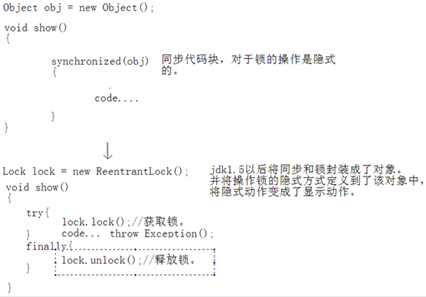 Object obj = new Object();
void show()
{
synchronized(obj) 同步代码块，对于锁的操作是隐式
{ 的。
.
code....
}
}
Lock lock = new ReentrantLock(); jdk1.5以后将同步和锁封装成了对象。
void show() 并将操作锁的隐式方式定义到了该对象中，
{ 将隐式动作变成了显示动作。
try{
lock.lock();//获取锁。
} code... throw Exception();
finally{
lock.unlock();//释放锁。
}
}